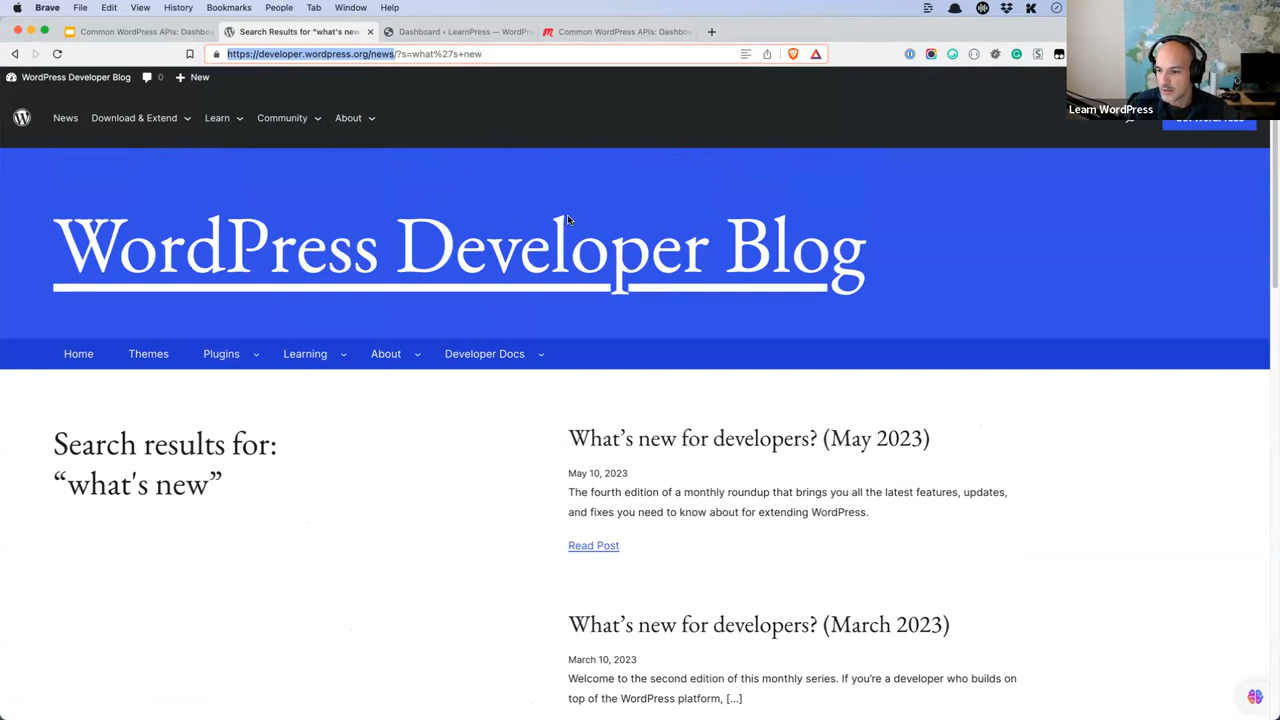 Brave File Edit View History Bookmarks People Tab Window Help
Common WordPress APIs: Dashbo
Search Results for "what's new
Dashboard ‹ LearnPress — WordPr
Common WordPress APIs: Dashbo
https://developer.wordpress.org/news/?s=what%27s+new
WordPress Developer Blog 0 New
Learn WordPress
News Download & Extend Learn Community About
WordPress Developer Blog
Home Themes Plugins Learning About Developer Docs
Search results for:
“what's new”
What’s new for developers? (May 2023)
May 10, 2023
The fourth edition of a monthly roundup that brings you all the latest features, updates,
and fixes you need to know about for extending WordPress.
Read Post
What’s new for developers? (March 2023)
March 10, 2023
Welcome to the second edition of this monthly series. If you’re a developer who builds on
top of the WordPress platform, […]